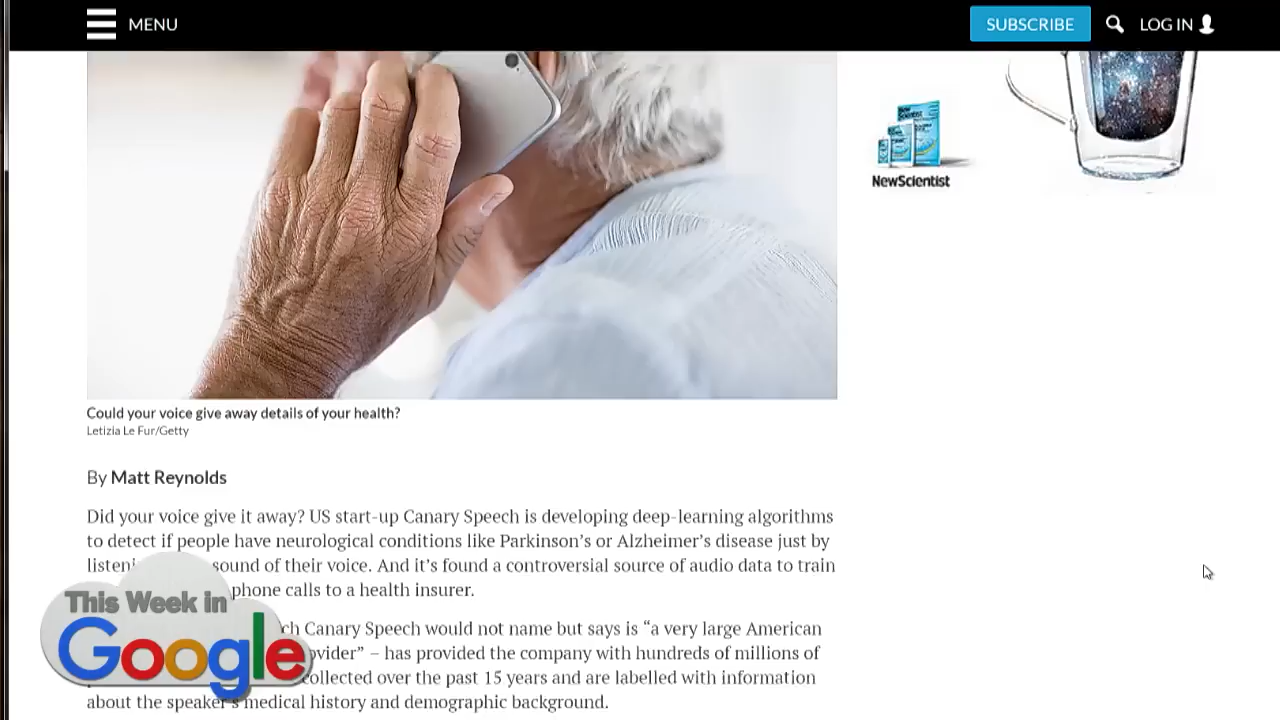 MENU
SUBSCRIBE
LOG IN
New Scientist
NewScientist
Could your voice give away details of your health?
Letizia Le Fur/Getty
By Matt Reynolds
Did your voice give it away? US start-up Canary Speech is developing deep-learning algorithms
to detect if people have neurological conditions like Parkinson's or Alzheimer's disease just by
sound of their voice. And it's found a controversial source of audio data to train
phone calls to a health insurer.
Canary Speech would not name but says is “a very large American
– has provided the company with hundreds of millions of
collected over the past 15 years and are labelled with information
about the speaker's medical history and demographic background.
This Week in
Google